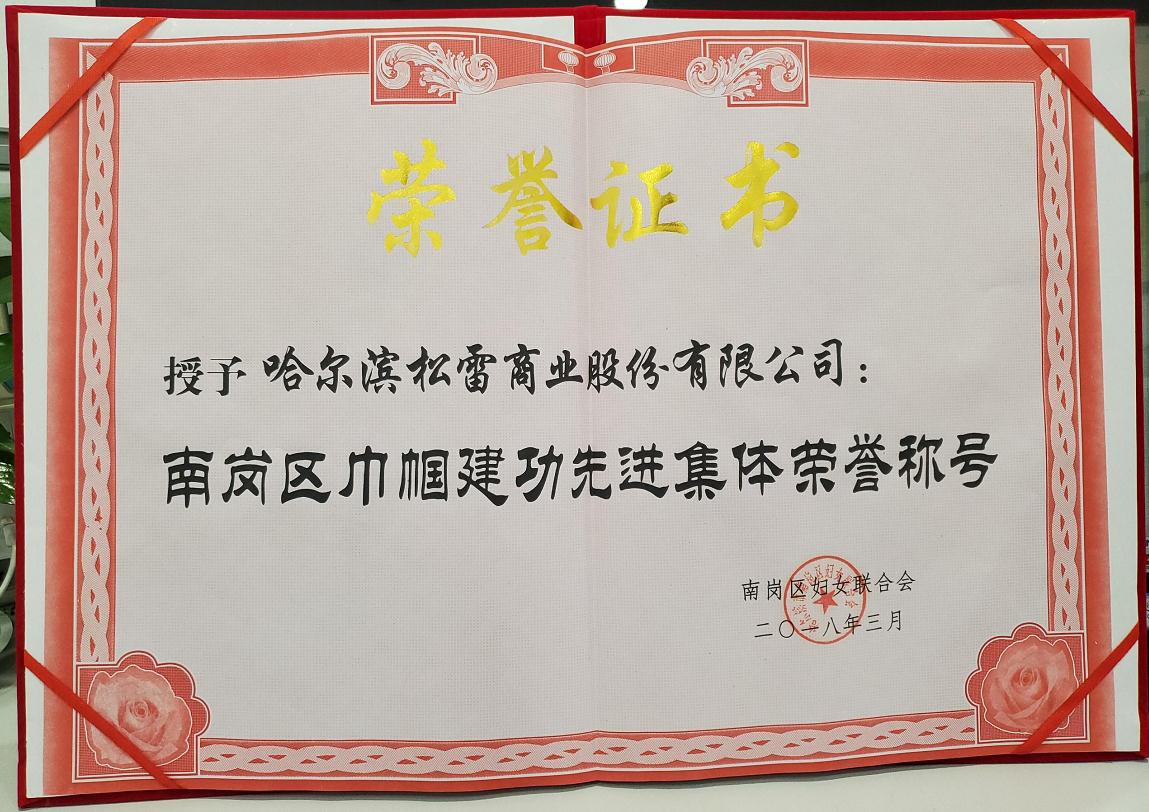 荣誉证书
授予 哈尔滨松雷商业股份有限公司：
南岗区巾帼建功先进集体荣誉称号
南岗区妇女联合会
二〇一八年三月